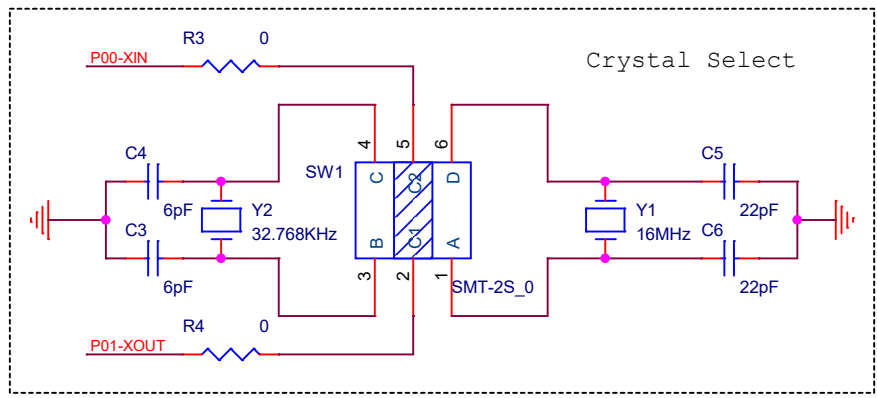 R3 0
P00-XIN
Crystal Select
4 5 6
C4 C5
SW1 C C2 D
6pF 22pF
Y2 Y1
C3 C6
32.768KHz 16MHz
B C1 A
6pF 22pF
3 2 1
SMT-2S_0
R4 0
P01-XOUT